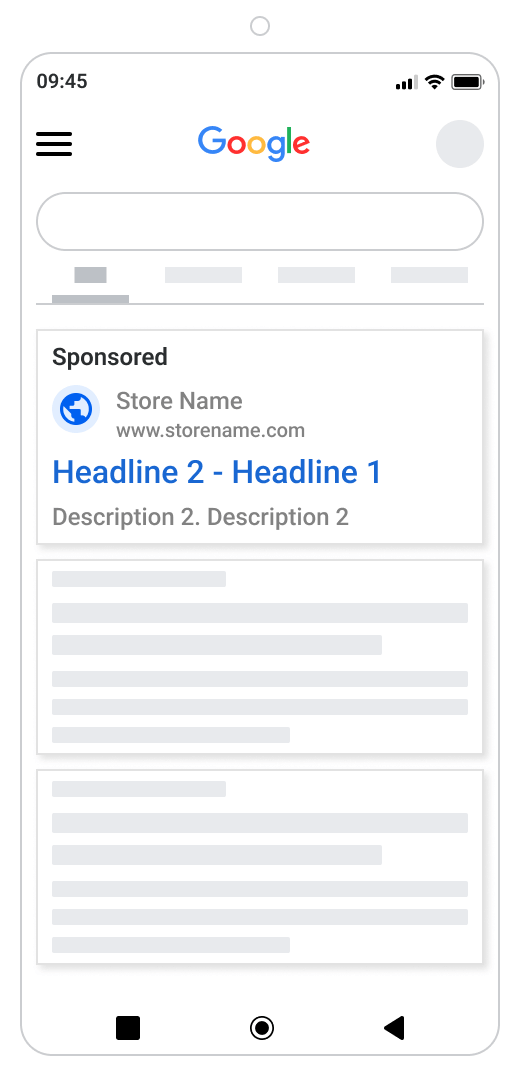 09:45
Google
Sponsored
Store Name
www.storename.com
Headline 2 - Headline 1
Description 2. Description 2